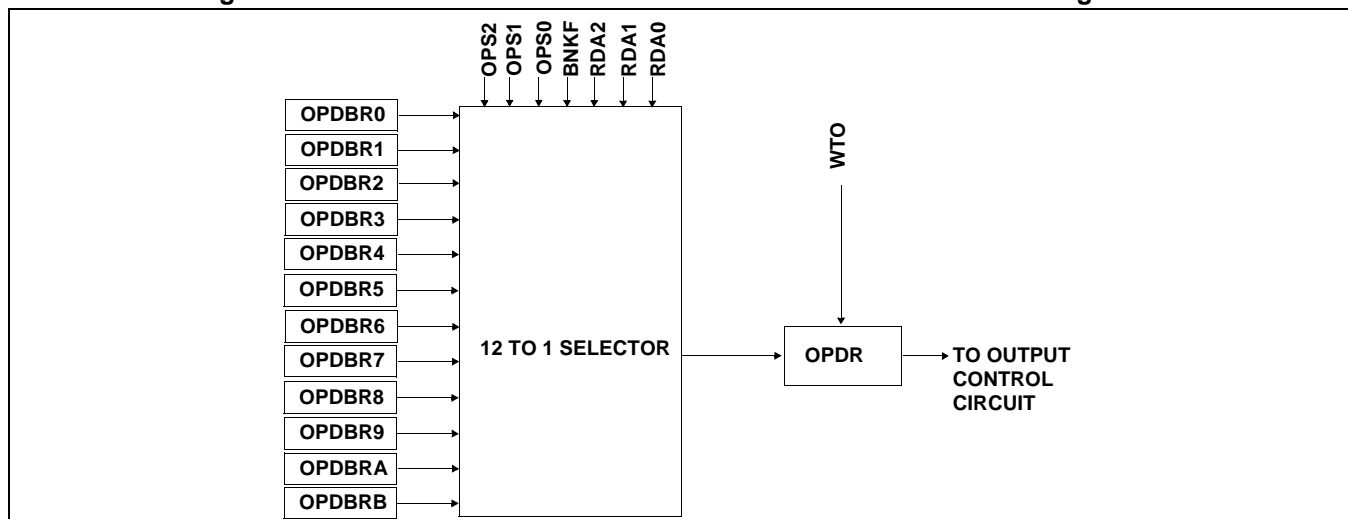 OPS2
OPS1
OPS0
BNKF
RDA2
RDA1
RDA0
OPDBR0
OPDBR1
OPDBR2
OPDBR3
OPDBR4
OPDBR5
OPDBR6
OPDBR7
OPDBR8
OPDBR9
OPDBRA
OPDBRB
12 TO 1 SELECTOR
WTO
OPDR
TO OUTPUT
CONTROL
CIRCUIT